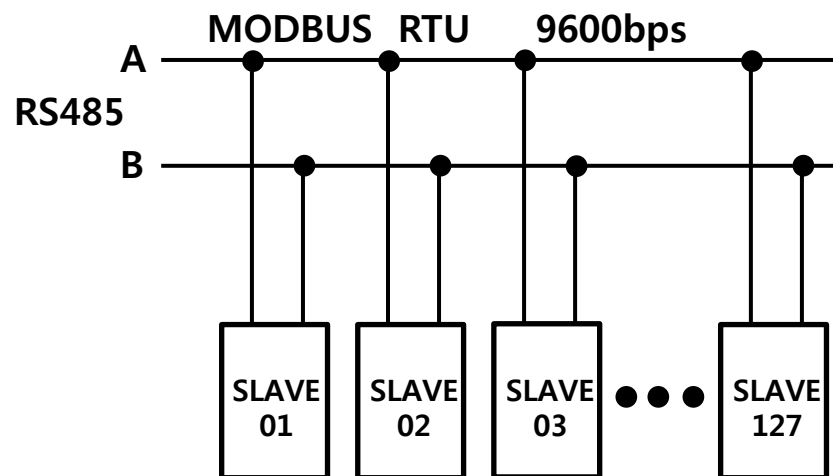 MODBUS RTU 9600bps
A
RS485
B
SLAVE
01
SLAVE
02
SLAVE
03
SLAVE
127